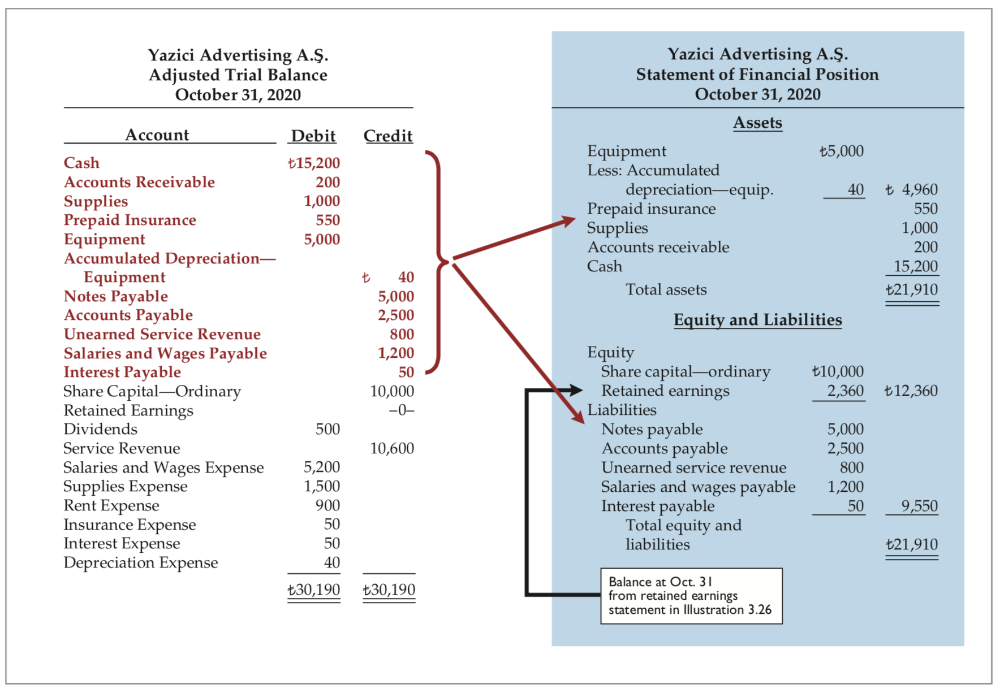 Yazici Advertising A.Ş.
Adjusted Trial Balance
October 31, 2020
Account Debit Credit
Cash ₺15,200
Accounts Receivable 200
Supplies 1,000
Prepaid Insurance 550
Equipment 5,000
Accumulated Depreciation—
Equipment ₺ 40
Notes Payable 5,000
Accounts Payable 2,500
Unearned Service Revenue 800
Salaries and Wages Payable 1,200
Interest Payable 50
Share Capital—Ordinary 10,000
Retained Earnings –0–
Dividends 500
Service Revenue 10,600
Salaries and Wages Expense 5,200
Supplies Expense 1,500
Rent Expense 900
Insurance Expense 50
Interest Expense 50
Depreciation Expense 40
₺30,190 ₺30,190
Yazici Advertising A.Ş.
Statement of Financial Position
October 31, 2020
Assets
Equipment ₺5,000
Less: Accumulated
depreciation—equip. 40 ₺ 4,960
Prepaid insurance 550
Supplies 1,000
Accounts receivable 200
Cash 15,200
Total assets ₺21,910
Equity and Liabilities
Equity
Share capital—ordinary ₺10,000
Retained earnings 2,360 ₺12,360
Liabilities
Notes payable 5,000
Accounts payable 2,500
Unearned service revenue 800
Salaries and wages payable 1,200
Interest payable 50 9,550
Total equity and
liabilities ₺21,910
Balance at Oct. 31
from retained earnings
statement in Illustration 3.26